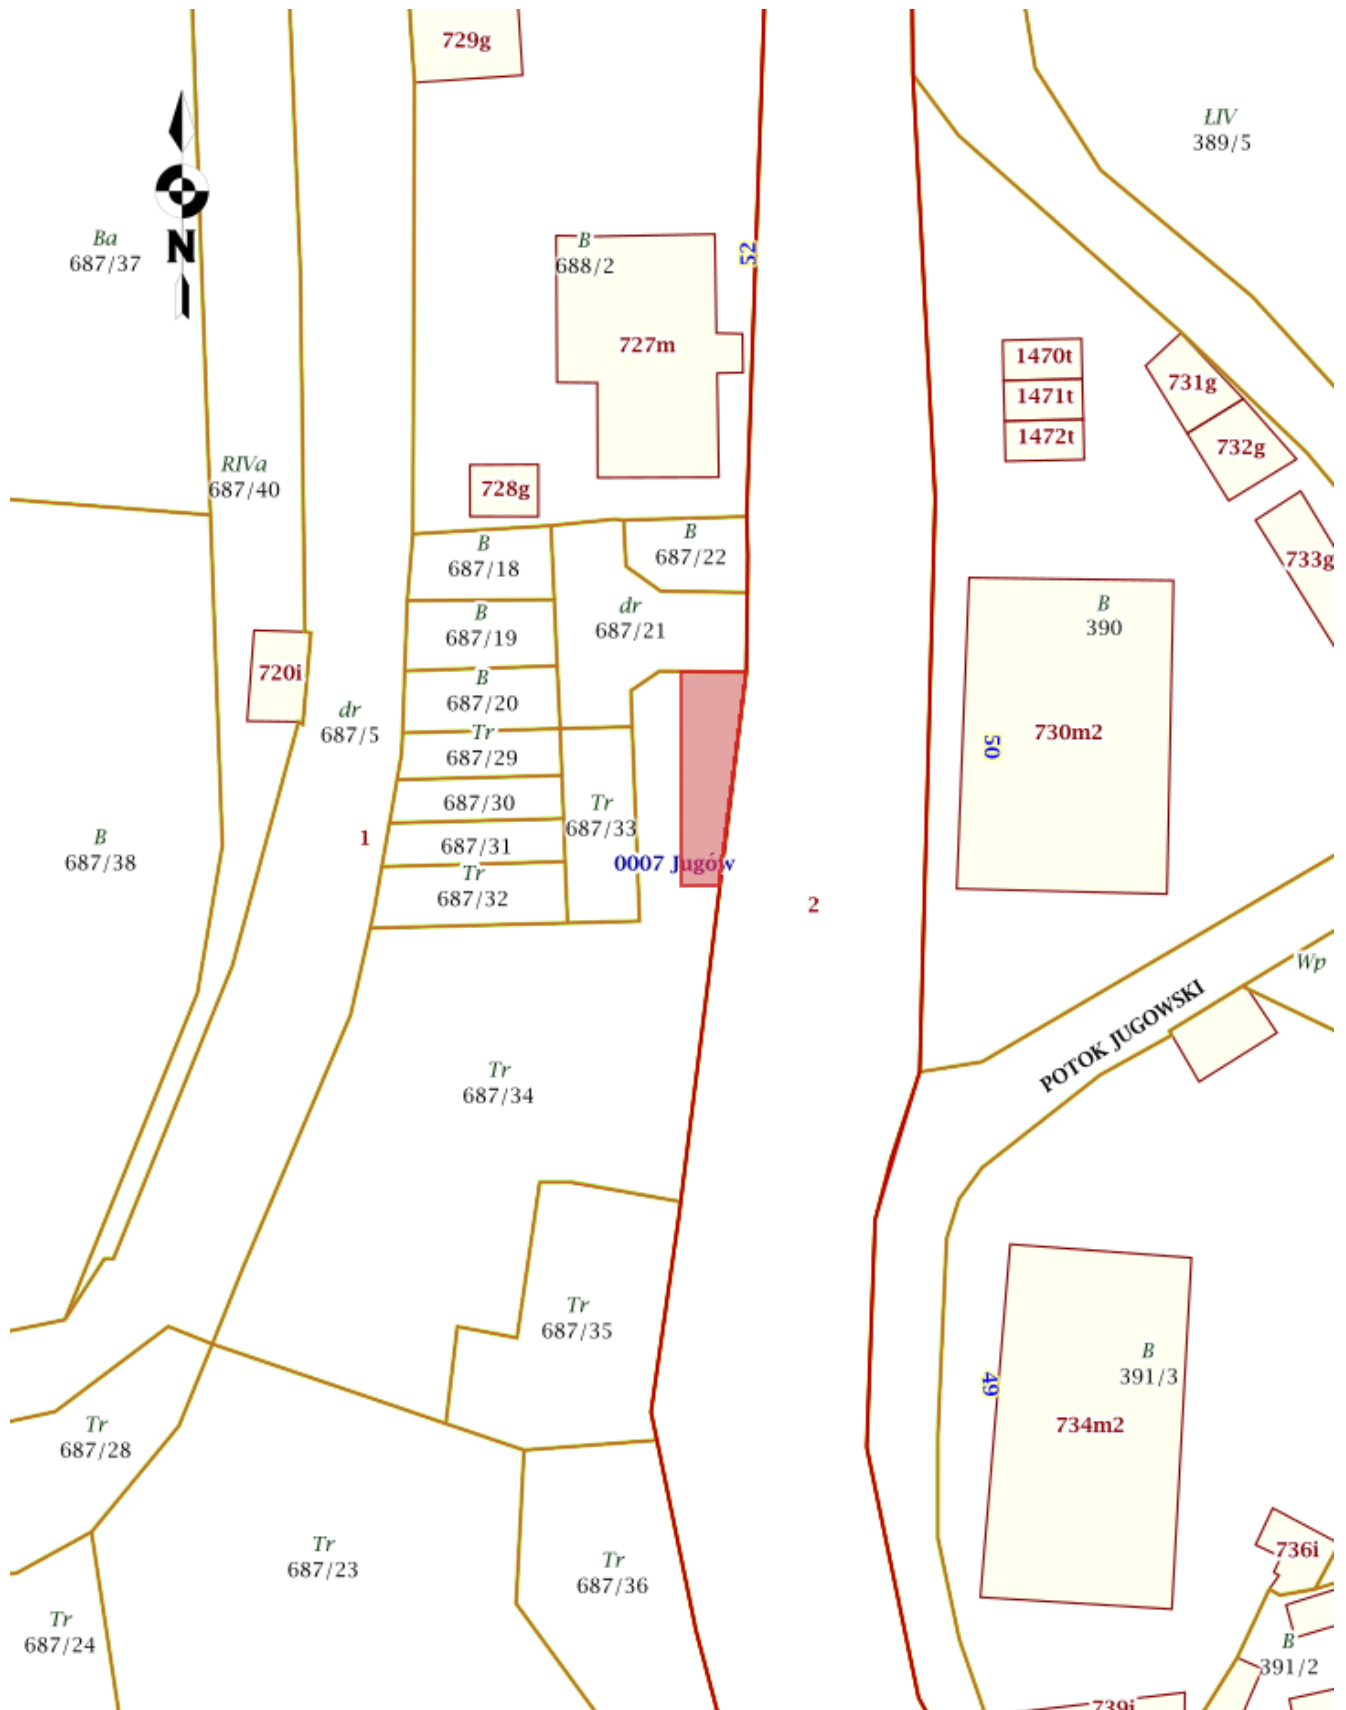 729g
ŁIV
389/5
Ba
687/37
N
B
688/2
52
727m
1470t
1471t
1472t
731g
732g
RIVa
687/40
728g
733g
B
687/18
B
687/22
B
687/19
dr
687/21
B
390
720i
B
687/20
dr
687/5
Tr
687/29
50
730m2
687/30
Tr
687/33
1
B
687/38
687/31
0007 Jugów
Tr
687/32
2
Wp
POTOK JUGOWSKI
Tr
687/34
Tr
687/35
B
391/3
49
734m2
Tr
687/28
Tr
687/23
Tr
687/36
736i
Tr
687/24
B
391/2
739i